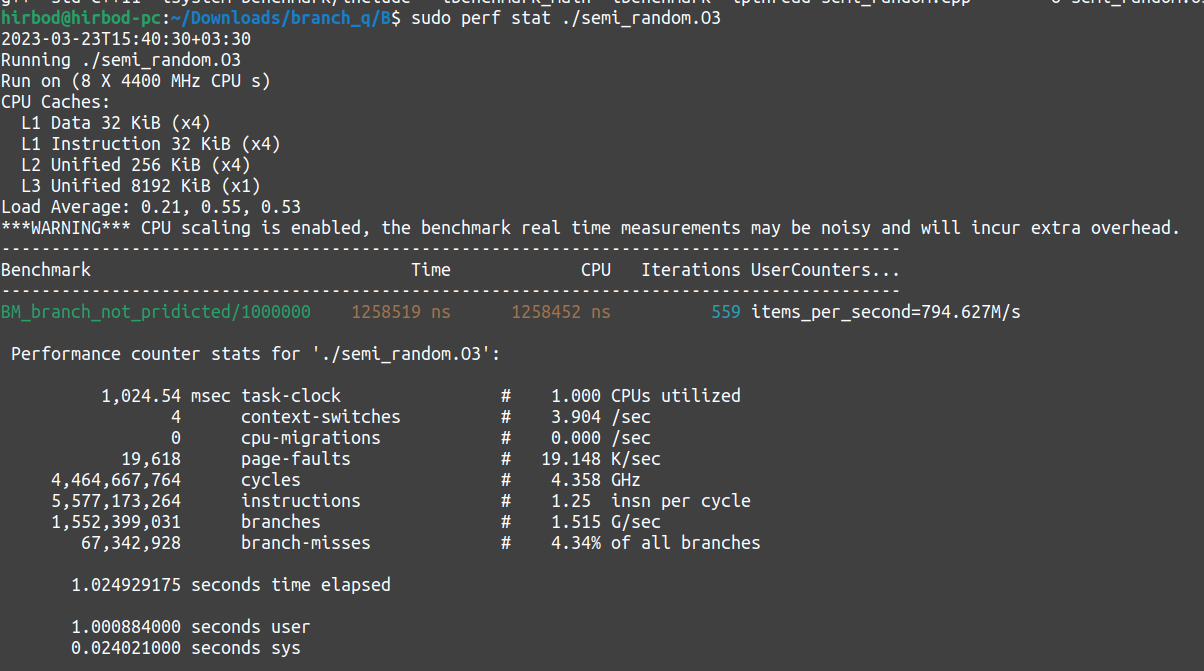 hirbod@hirbod-pc:~/Downloads/branch_q/B$ sudo perf stat ./semi_random.O3
2023-03-23T15:40:30+03:30
Running ./semi_random.O3
Run on (8 X 4400 MHz CPU s)
CPU Caches:
  L1 Data 32 KiB (x4)
  L1 Instruction 32 KiB (x4)
  L2 Unified 256 KiB (x4)
  L3 Unified 8192 KiB (x1)
Load Average: 0.21, 0.55, 0.53
***WARNING*** CPU scaling is enabled, the benchmark real time measurements may be noisy and will incur extra overhead.
------------------------------------------------------------------------------------------
Benchmark                                Time             CPU   Iterations UserCounters...
------------------------------------------------------------------------------------------
BM_branch_not_pridicted/1000000    1258519 ns      1258452 ns          559 items_per_second=794.627M/s
 Performance counter stats for './semi_random.O3':
          1,024.54 msec task-clock                #    1.000 CPUs utilized
                 4      context-switches          #    3.904 /sec
                 0      cpu-migrations            #    0.000 /sec
            19,618      page-faults               #   19.148 K/sec
     4,464,667,764      cycles                    #    4.358 GHz
     5,577,173,264      instructions              #    1.25  insn per cycle
     1,552,399,031      branches                  #    1.515 G/sec
        67,342,928      branch-misses             #    4.34% of all branches
       1.024929175 seconds time elapsed
       1.000884000 seconds user
       0.024021000 seconds sys